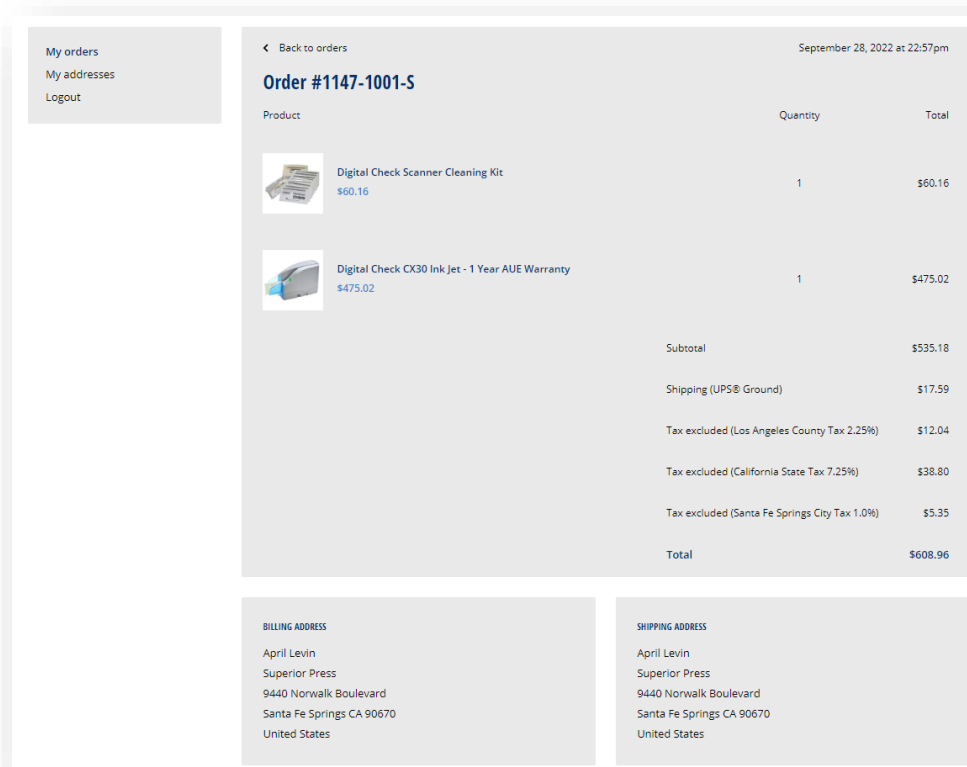 My orders
My addresses
Logout
Back to orders
September 28, 2022 at 22:57pm
Order #1147-1001-S
Product Quantity Total
Digital Check Scanner Cleaning Kit
$60.16
1 $60.16
Digital Check CX30 Ink Jet - 1 Year AUE Warranty
$475.02
1 $475.02
Subtotal $535.18
Shipping (UPS® Ground) $17.59
Tax excluded (Los Angeles County Tax 2.25%) $12.04
Tax excluded (California State Tax 7.25%) $38.80
Tax excluded (Santa Fe Springs City Tax 1.0%) $5.35
Total $608.96
BILLING ADDRESS
April Levin
Superior Press
9440 Norwalk Boulevard
Santa Fe Springs CA 90670
United States
SHIPPING ADDRESS
April Levin
Superior Press
9440 Norwalk Boulevard
Santa Fe Springs CA 90670
United States